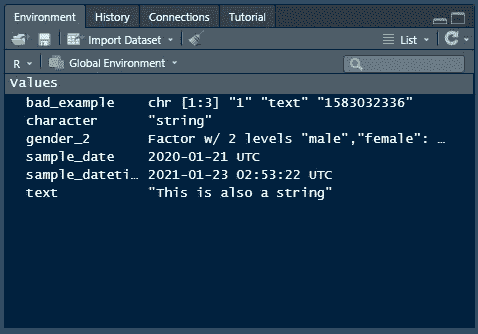 Environment History Connections Tutorial
Import Dataset List
R Global Environment
Values
bad_example chr [1:3] "1" "text" "1583032336"
character "string"
gender_2 Factor w/ 2 levels "male","female": …
sample_date 2020-01-21 UTC
sample_dateti… 2021-01-23 02:53:22 UTC
text "This is also a string"